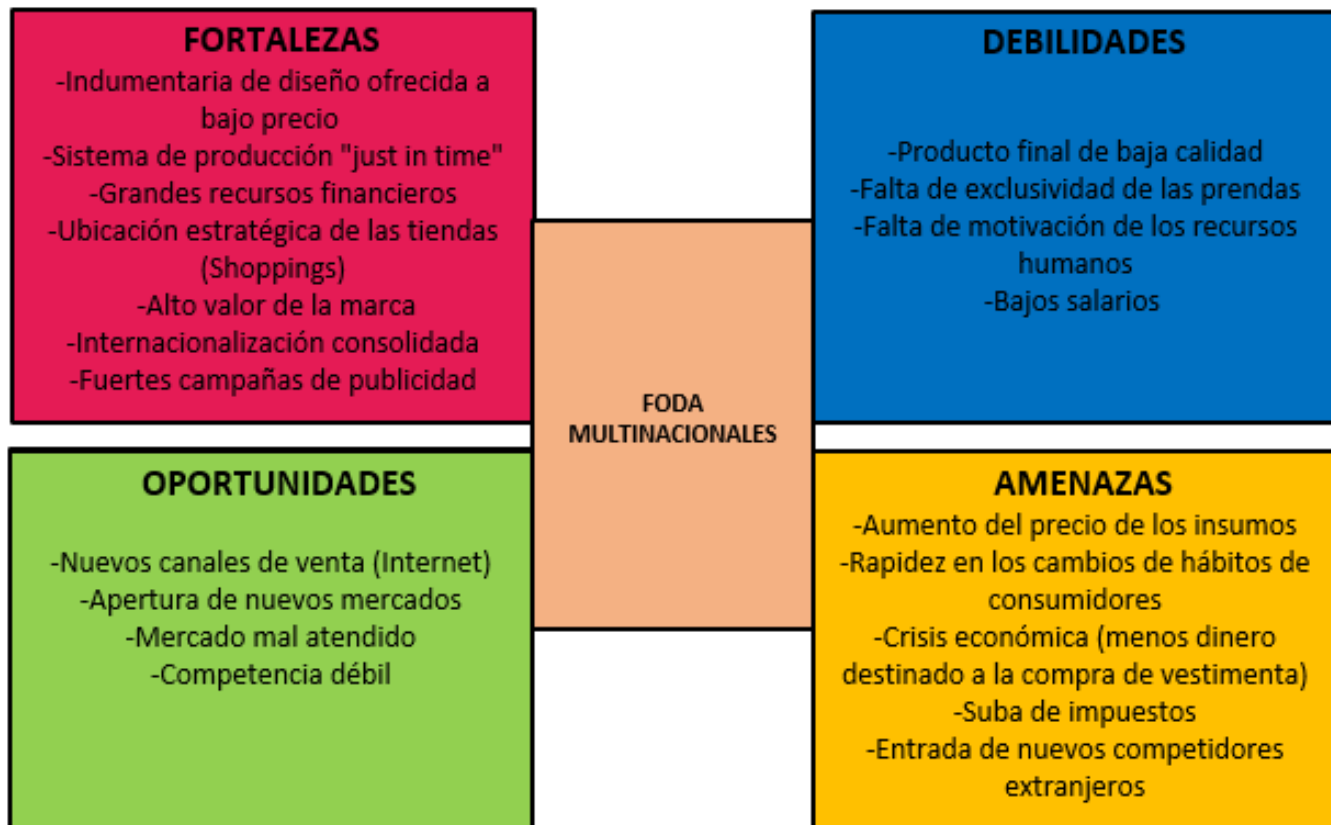 FORTALEZAS
-Indumentaria de diseño ofrecida a
bajo precio
-Sistema de producción "just in time"
-Grandes recursos financieros
-Ubicación estratégica de las tiendas
(Shoppings)
-Alto valor de la marca
-Internacionalización consolidada
-Fuertes campañas de publicidad
DEBILIDADES
-Producto final de baja calidad
-Falta de exclusividad de las prendas
-Falta de motivación de los recursos
humanos
-Bajos salarios
FODA
MULTINACIONALES
OPORTUNIDADES
-Nuevos canales de venta (Internet)
-Apertura de nuevos mercados
-Mercado mal atendido
-Competencia débil
AMENAZAS
-Aumento del precio de los insumos
-Rapidez en los cambios de hábitos de
consumidores
-Crisis económica (menos dinero
destinado a la compra de vestimenta)
-Suba de impuestos
-Entrada de nuevos competidores
extranjeros